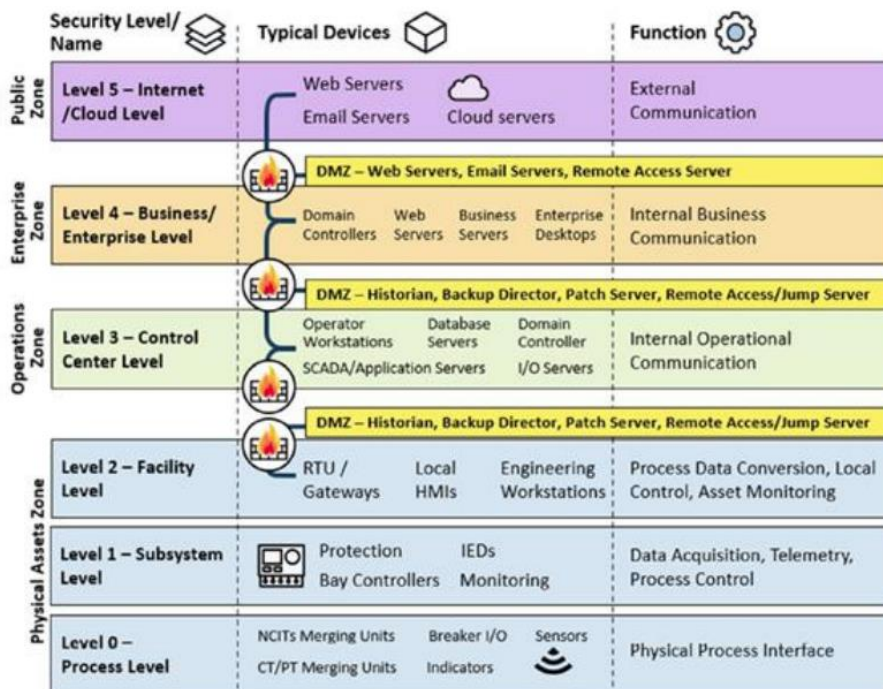 Security Level/
Name
Typical Devices
Function
Public
Zone
Level 5 – Internet
/Cloud Level
Web Servers
Email Servers
Cloud servers
External
Communication
DMZ – Web Servers, Email Servers, Remote Access Server
Enterprise
Zone
Level 4 – Business/
Enterprise Level
Domain
Controllers
Web
Servers
Business
Servers
Enterprise
Desktops
Internal Business
Communication
DMZ – Historian, Backup Director, Patch Server, Remote Access/Jump Server
Operations
Zone
Level 3 – Control
Center Level
Operator
Workstations
Database
Servers
Domain
Controller
SCADA/Application Servers
I/O Servers
Internal Operational
Communication
DMZ – Historian, Backup Director, Patch Server, Remote Access/Jump Server
Physical Assets Zone
Level 2 – Facility
Level
RTU /
Gateways
Local
HMIs
Engineering
Workstations
Process Data Conversion, Local
Control, Asset Monitoring
Level 1 – Subsystem
Level
Protection
IEDs
Bay Controllers
Monitoring
Data Acquisition, Telemetry,
Process Control
Level 0 –
Process Level
NCITs Merging Units
Breaker I/O
Sensors
CT/PT Merging Units
Indicators
Physical Process Interface